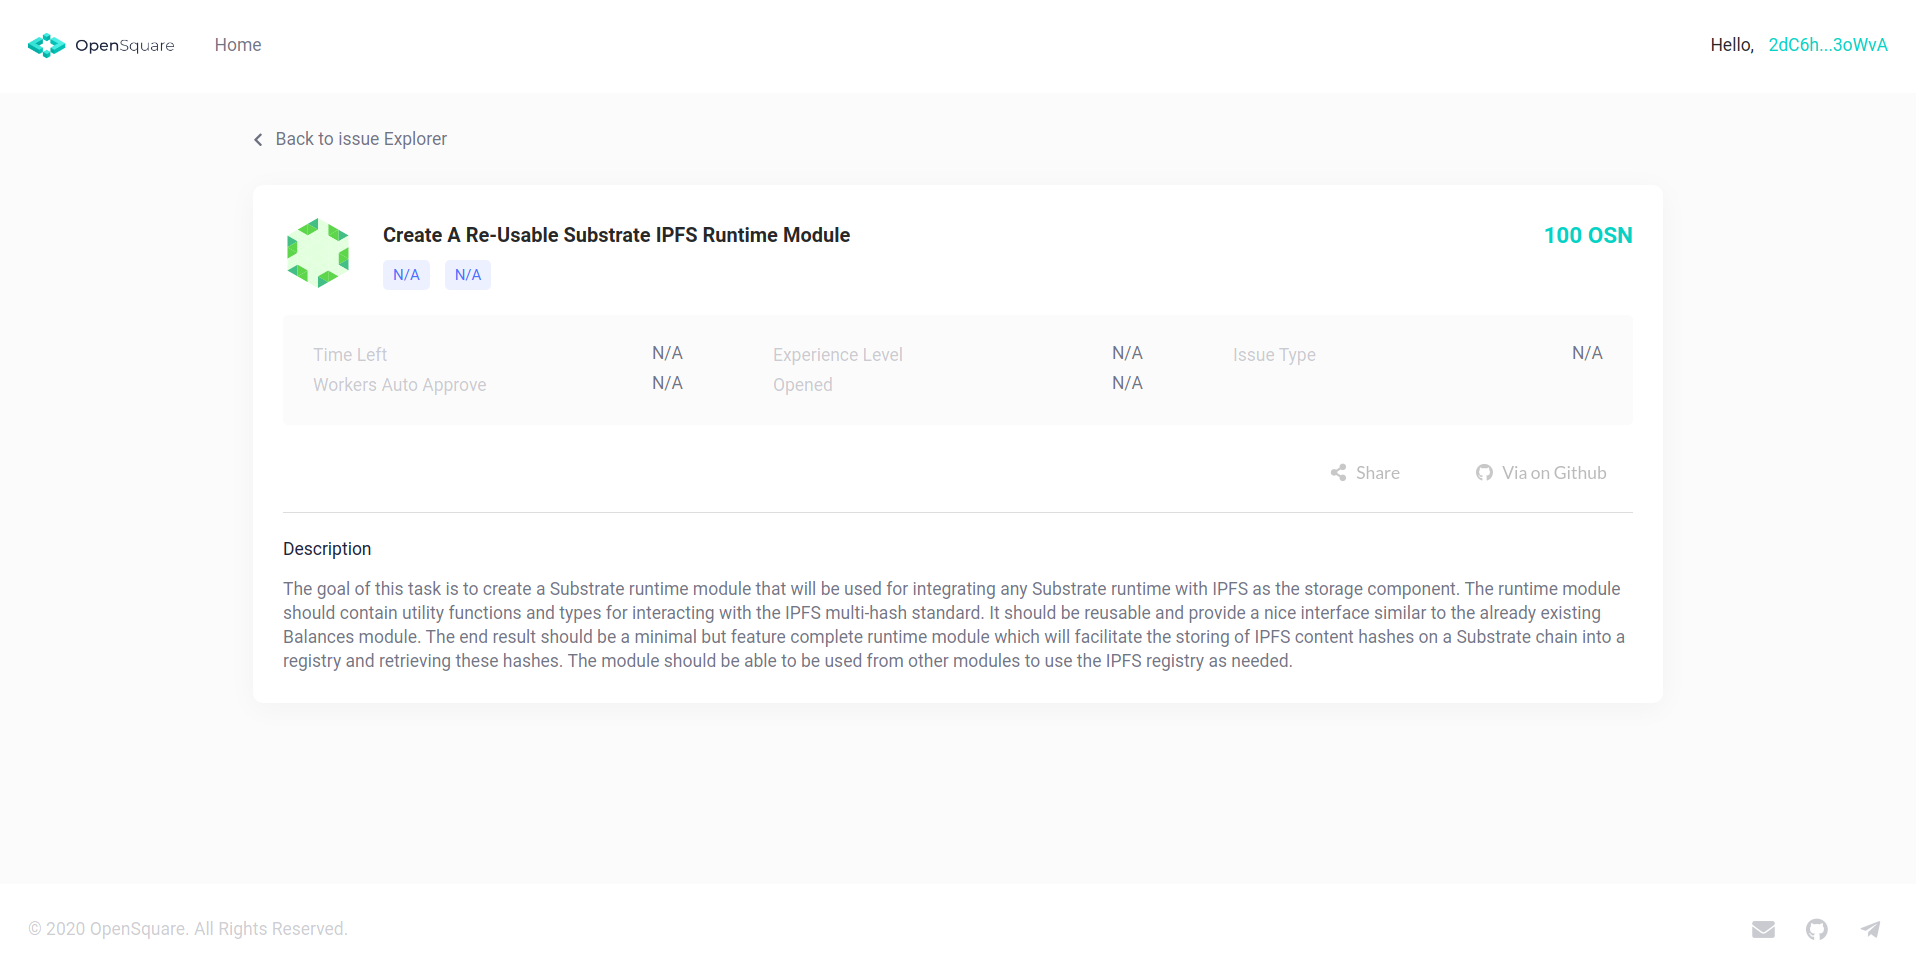 OpenSquare
Home
Hello, 2dC6h...3oWvA
Back to issue Explorer
Create A Re-Usable Substrate IPFS Runtime Module
100 OSN
N/A N/A
Time Left N/A Experience Level N/A Issue Type N/A
Workers Auto Approve N/A Opened N/A
Share Via on Github
Description
The goal of this task is to create a Substrate runtime module that will be used for integrating any Substrate runtime with IPFS as the storage component. The runtime module
should contain utility functions and types for interacting with the IPFS multi-hash standard. It should be reusable and provide a nice interface similar to the already existing
Balances module. The end result should be a minimal but feature complete runtime module which will facilitate the storing of IPFS content hashes on a Substrate chain into a
registry and retrieving these hashes. The module should be able to be used from other modules to use the IPFS registry as needed.
© 2020 OpenSquare. All Rights Reserved.